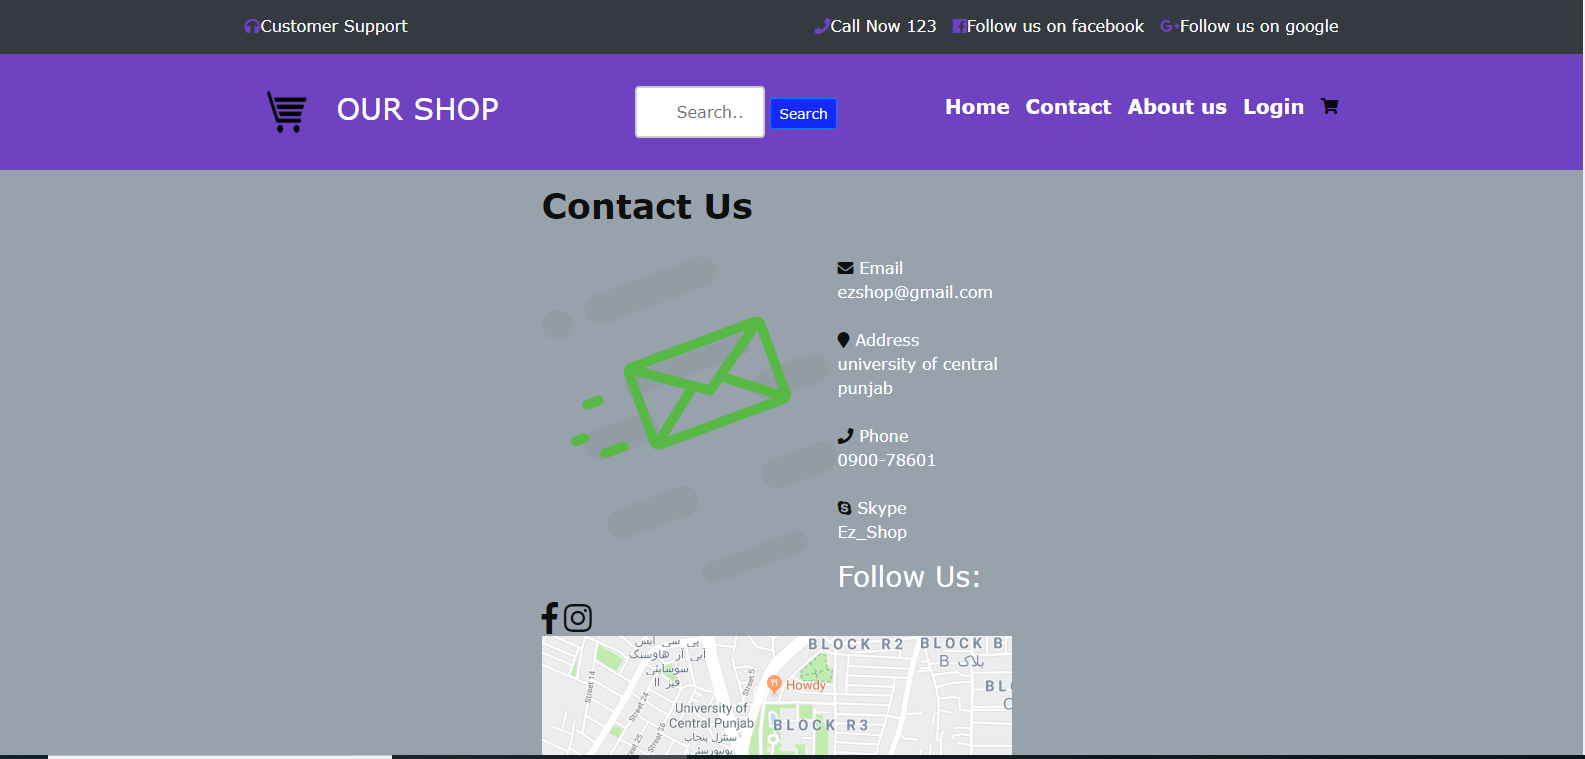 Customer Support
Call Now 123
Follow us on facebook
Follow us on google
OUR SHOP
Search..
Search
Home
Contact
About us
Login
Contact Us
Email
ezshop@gmail.com
Address
university of central
punjab
Phone
0900-78601
Skype
Ez_Shop
Follow Us:
پی سی ایس
آئی آر ھاوسنگ
سوسایٹی
فیز II
Street 14
Street 24
Street 25
Street 5
University of
Central Punjab
سنٹرل پنجاب
یونیورسٹی
Howdy
BLOCK R2
BLOCK B
B بلاک
BL
BLOCK R3